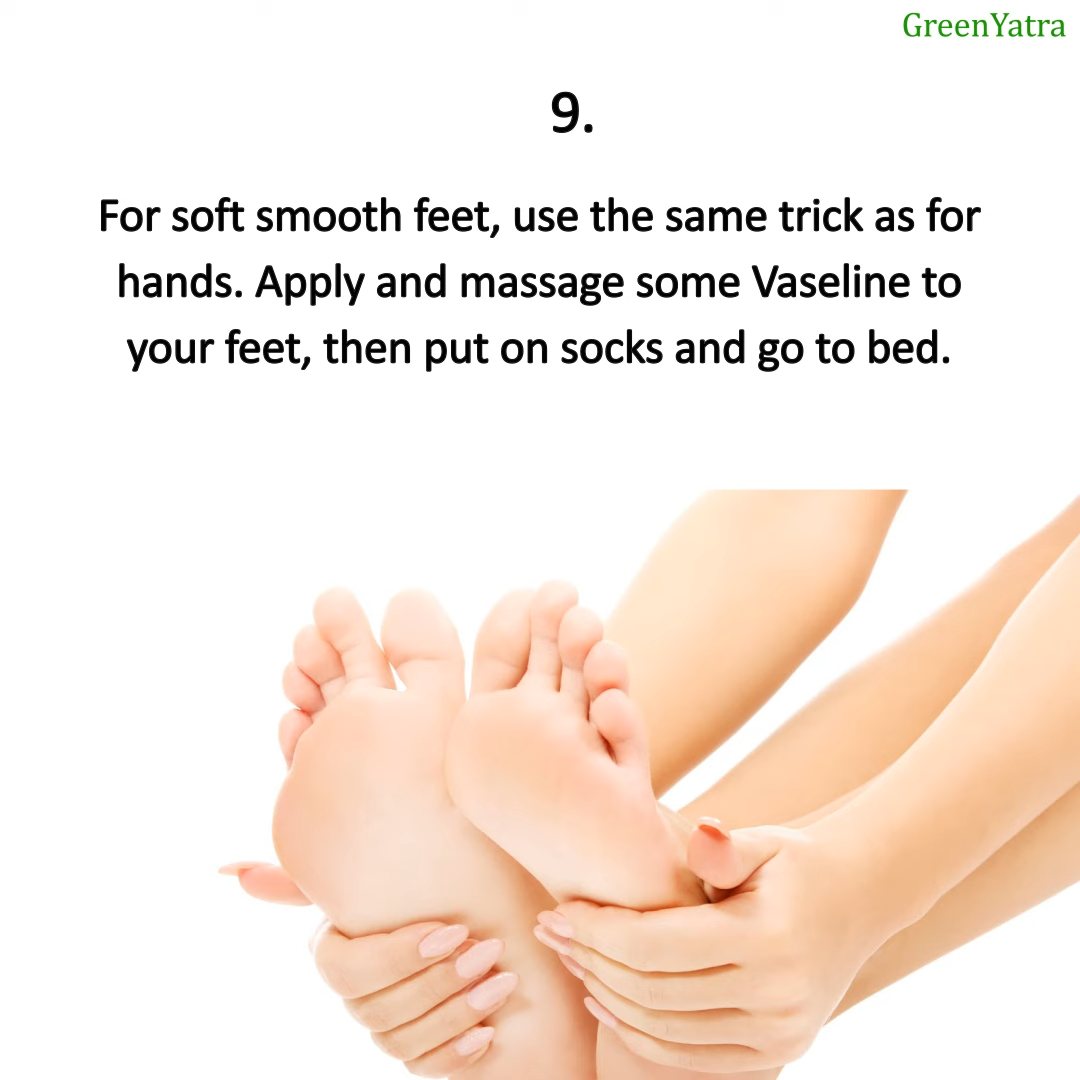 GreenYatra
9.
For soft smooth feet, use the same trick as for
hands. Apply and massage some Vaseline to
your feet, then put on socks and go to bed.